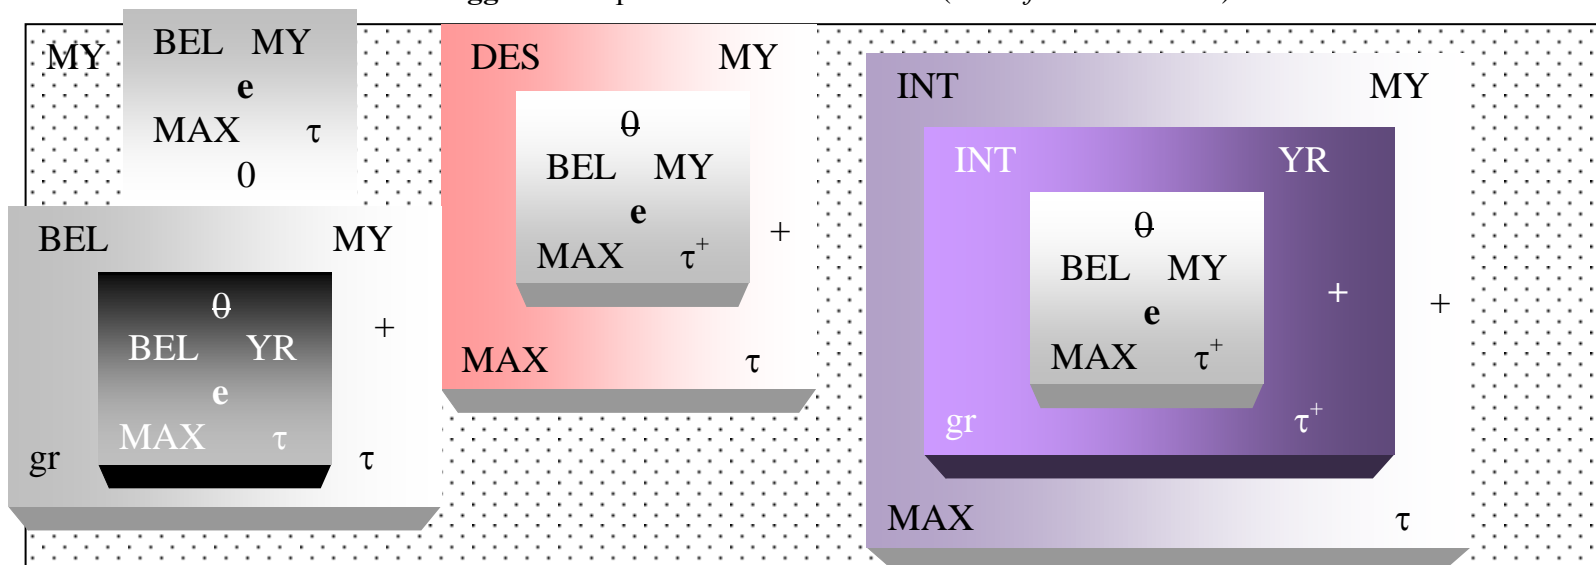 MY
BEL MY
e
MAX τ
0
BEL MY
θ
BEL YR
e
MAX τ
+
gr τ
DES MY
θ
BEL MY
e
MAX τ⁺
+
MAX τ
INT MY
INT YR
θ
BEL MY
e
MAX τ⁺
+
gr τ⁺
+
MAX τ